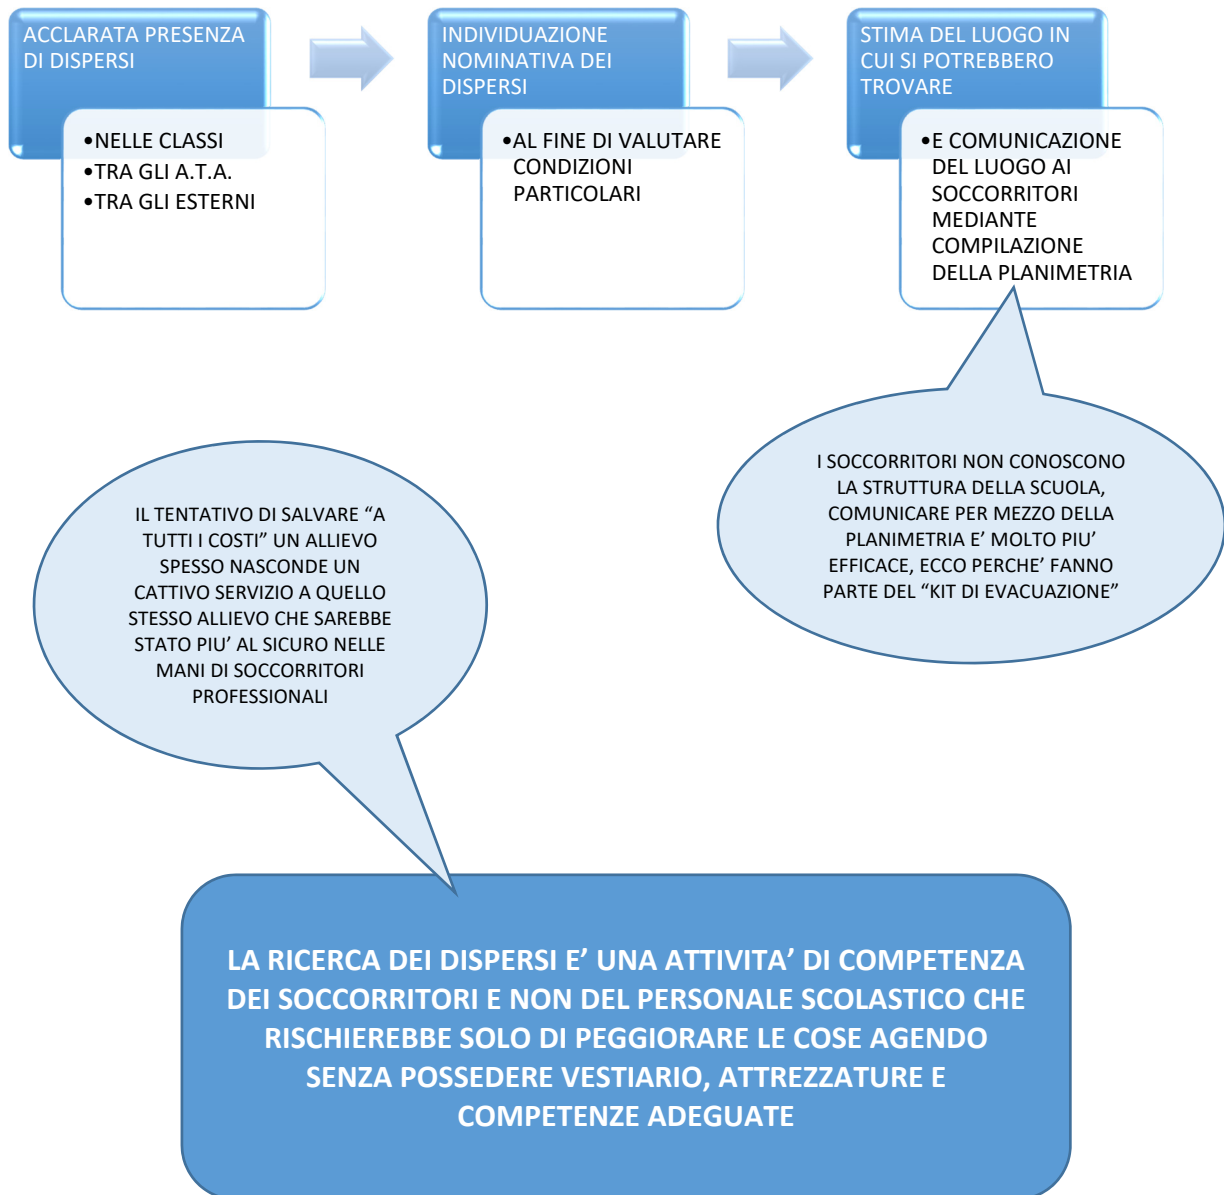 ACCLARATA PRESENZA
DI DISPERSI
•NELLE CLASSI
•TRA GLI A.T.A.
•TRA GLI ESTERNI
INDIVIDUAZIONE
NOMINATIVA DEI
DISPERSI
•AL FINE DI VALUTARE
CONDIZIONI
PARTICOLARI
STIMA DEL LUOGO IN
CUI SI POTREBBERO
TROVARE
•E COMUNICAZIONE
DEL LUOGO AI
SOCCORRITORI
MEDIANTE
COMPILAZIONE
DELLA PLANIMETRIA
I SOCCORRITORI NON CONOSCONO
LA STRUTTURA DELLA SCUOLA,
COMUNICARE PER MEZZO DELLA
PLANIMETRIA E’ MOLTO PIU’
EFFICACE, ECCO PERCHE’ FANNO
PARTE DEL “KIT DI EVACUAZIONE”
IL TENTATIVO DI SALVARE “A
TUTTI I COSTI” UN ALLIEVO
SPESSO NASCONDE UN
CATTIVO SERVIZIO A QUELLO
STESSO ALLIEVO CHE SAREBBE
STATO PIU’ AL SICURO NELLE
MANI DI SOCCORRITORI
PROFESSIONALI
LA RICERCA DEI DISPERSI E’ UNA ATTIVITA’ DI COMPETENZA
DEI SOCCORRITORI E NON DEL PERSONALE SCOLASTICO CHE
RISCHIEREBBE SOLO DI PEGGIORARE LE COSE AGENDO
SENZA POSSEDERE VESTIARIO, ATTREZZATURE E
COMPETENZE ADEGUATE